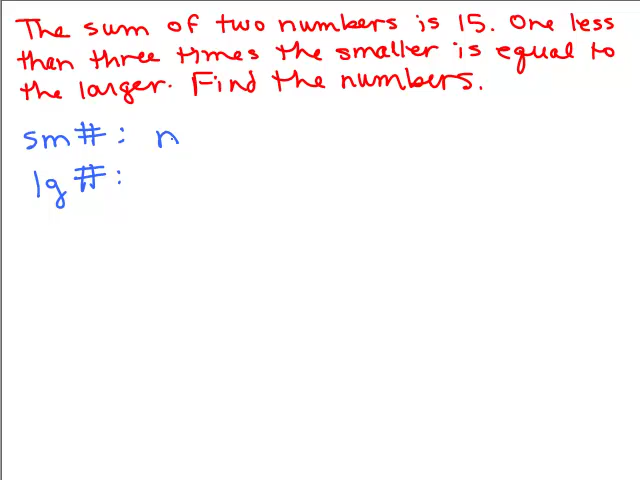 The sum of two numbers is 15. One less
than three times the smaller is equal to
the larger. Find the numbers.
sm #: n
lg #: